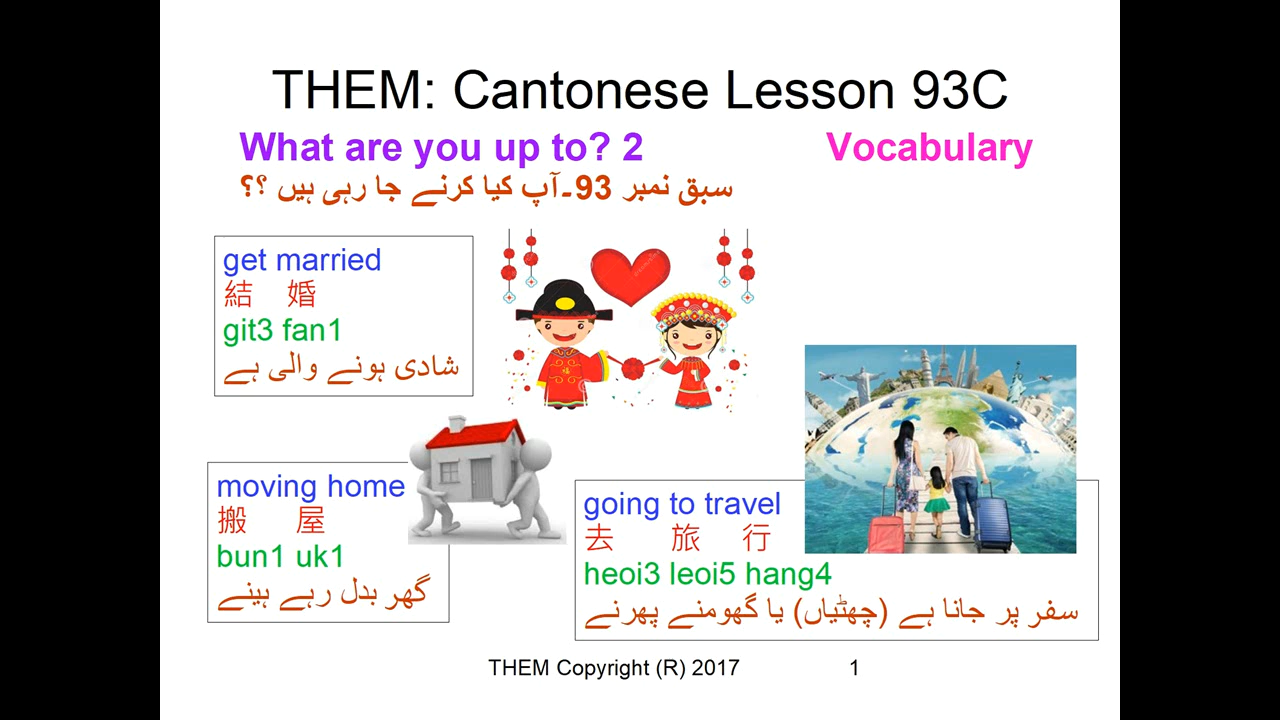 THEM: Cantonese Lesson 93C
What are you up to? 2 Vocabulary
سبق نمبر 93۔آپ کیا کرنے جا رہی ہیں ؟؟
get married
結 婚
git3 fan1
شادی ہونے والی ہے
moving home
搬 屋
bun1 uk1
گھر بدل رہے ہینے
going to travel
去 旅 行
heoi3 leoi5 hang4
سفر پر جانا ہے (چھٹیاں) یا گھومنے پھرنے
THEM Copyright (R) 2017 1